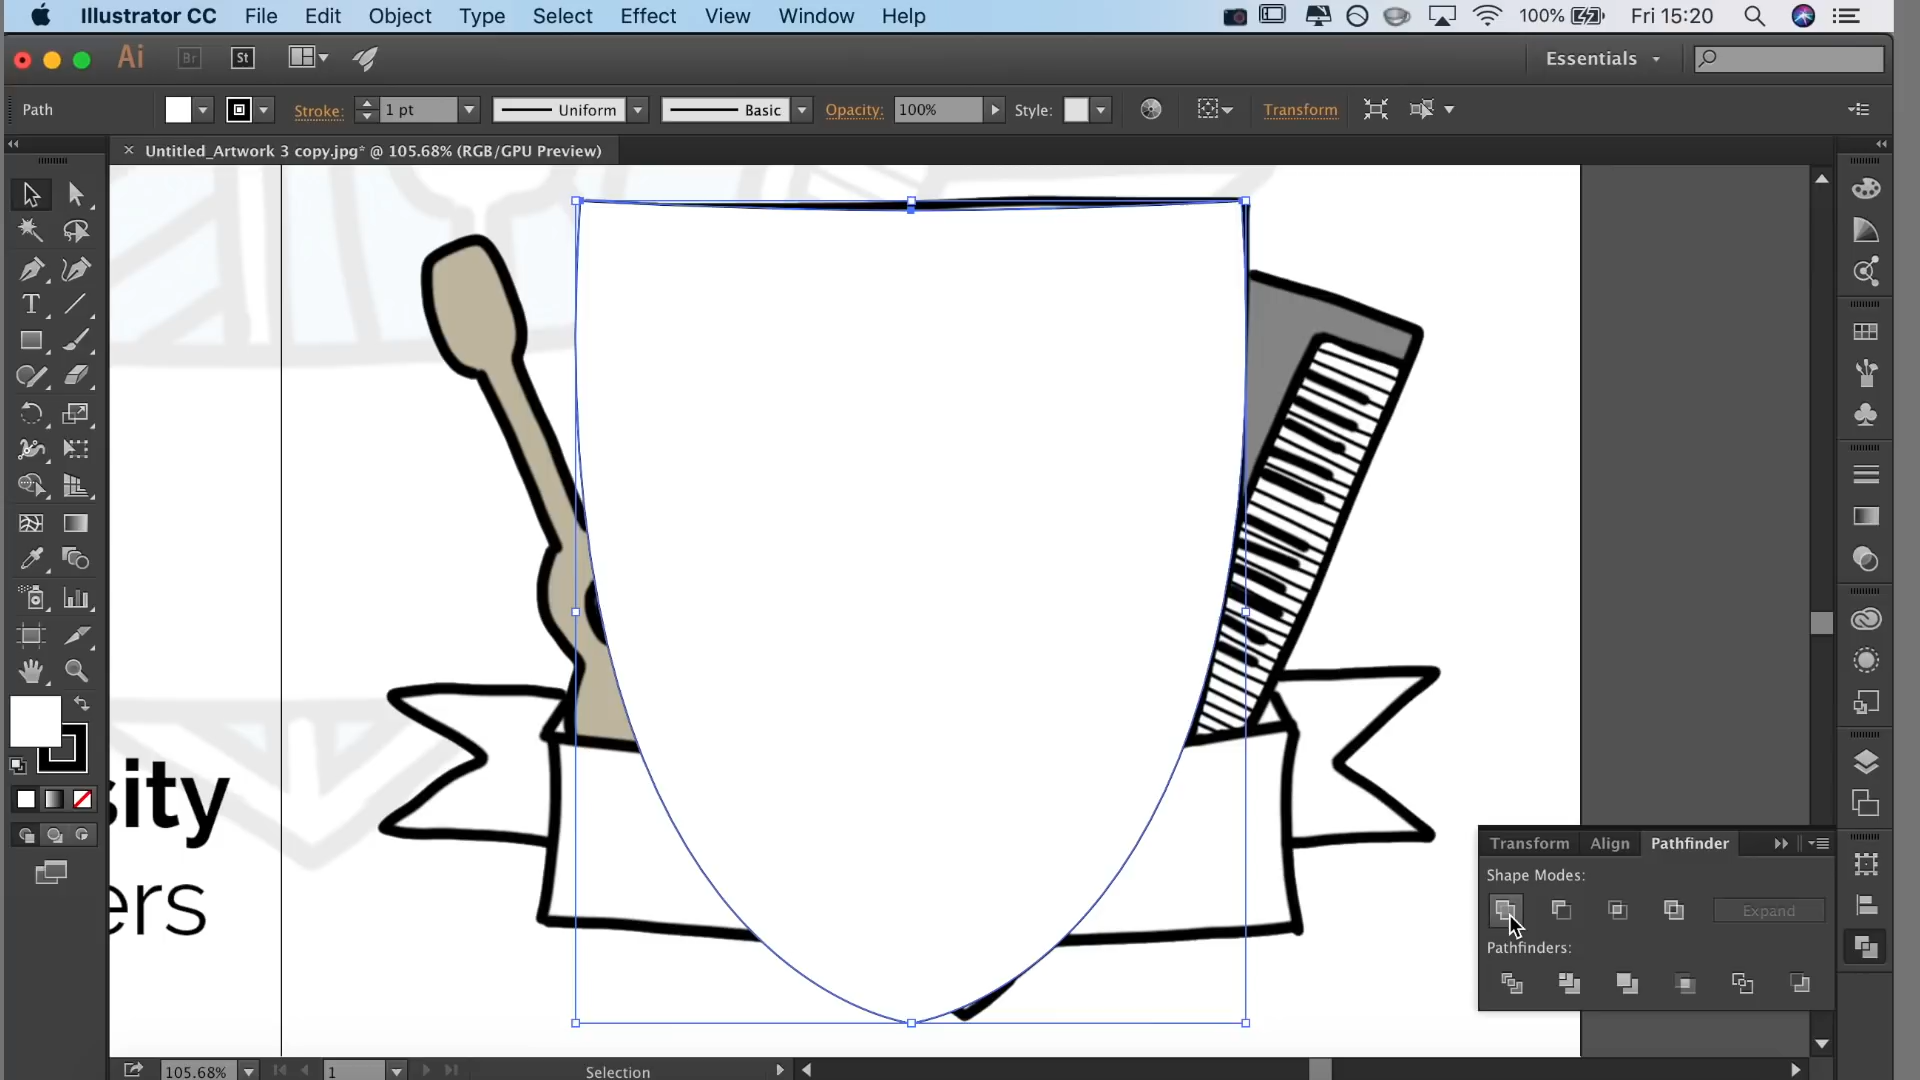 Illustrator CC File Edit Object Type Select Effect View Window Help 100% Fri 15:20
Ai Br St Essentials
Path Stroke: 1 pt Uniform Basic Opacity: 100% Style: Transform
× Untitled_Artwork 3 copy.jpg* @ 105.68% (RGB/GPU Preview)
T
sity
ers
Transform Align Pathfinder
Shape Modes:
Expand
Pathfinders:
105.68% 1 Selection